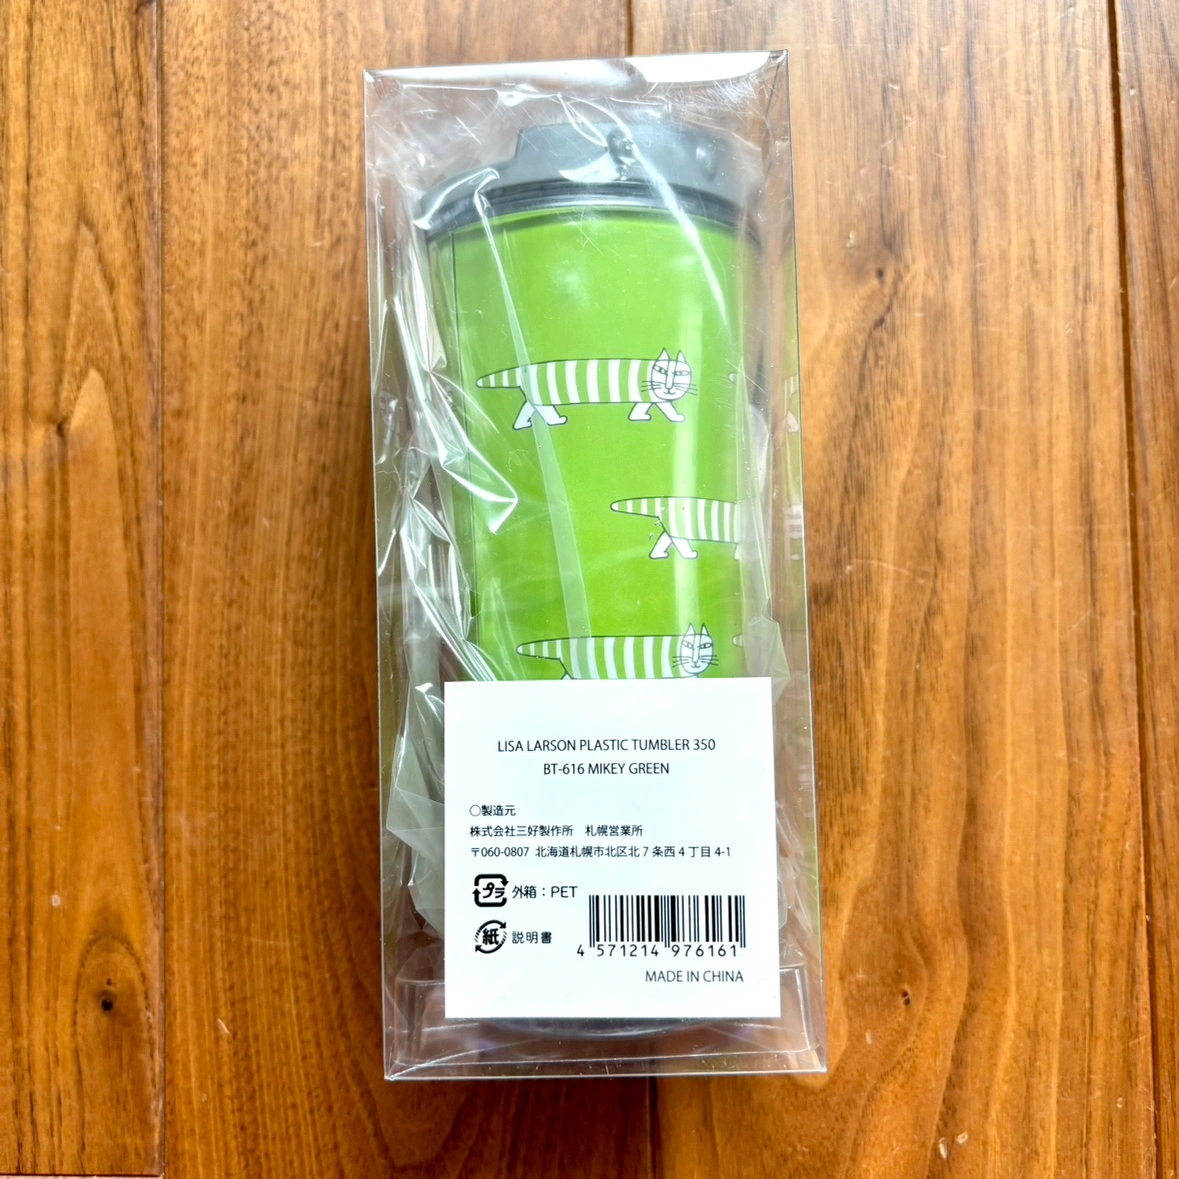 LISA LARSON PLASTIC TUMBLER 350
BT-616 MIKEY GREEN
○製造元
株式会社三好製作所　札幌営業所
〒060-0807 北海道札幌市北区北7条西4丁目4-1
プラ 外箱：PET
紙 説明書
4 571214 976161
MADE IN CHINA